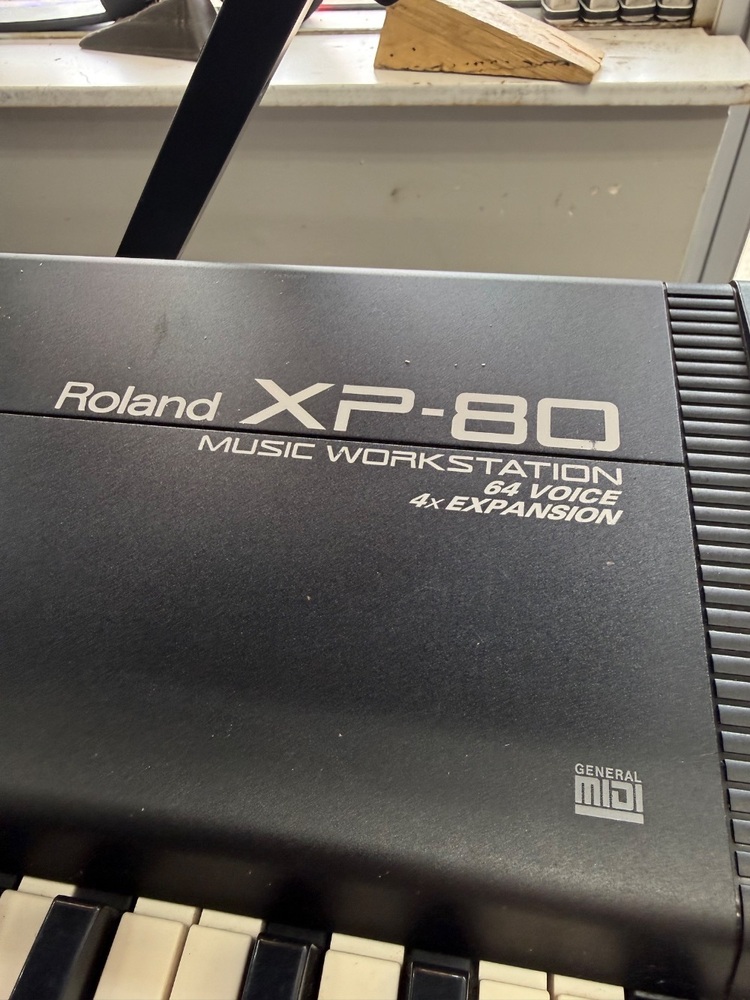 Roland XP-80
MUSIC WORKSTATION
64 VOICE
4x EXPANSION
GENERAL
MIDI